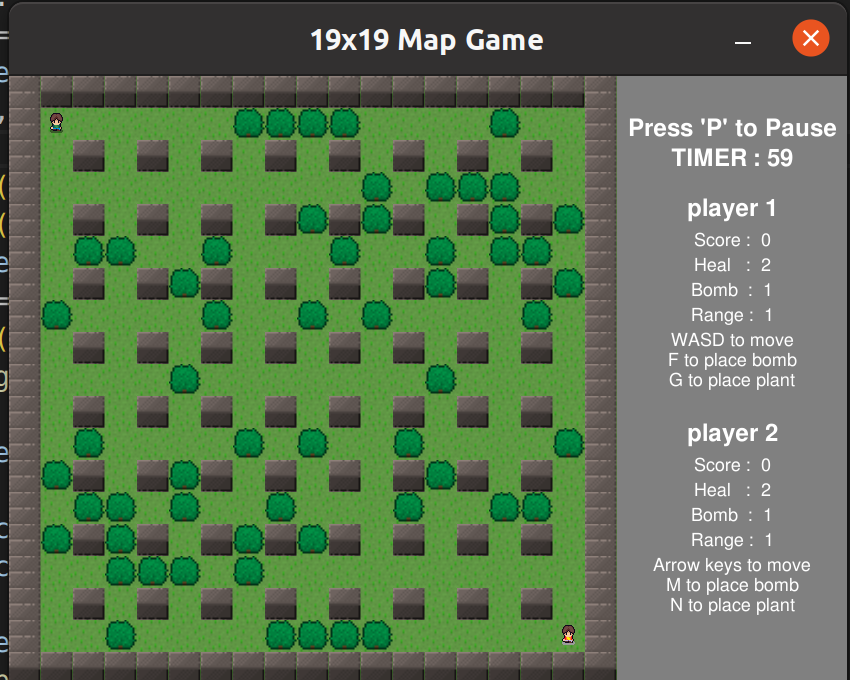 19x19 Map Game
Press 'P' to Pause
TIMER : 59
player 1
Score : 0
Heal : 2
Bomb : 1
Range : 1
WASD to move
F to place bomb
G to place plant
player 2
Score : 0
Heal : 2
Bomb : 1
Range : 1
Arrow keys to move
M to place bomb
N to place plant